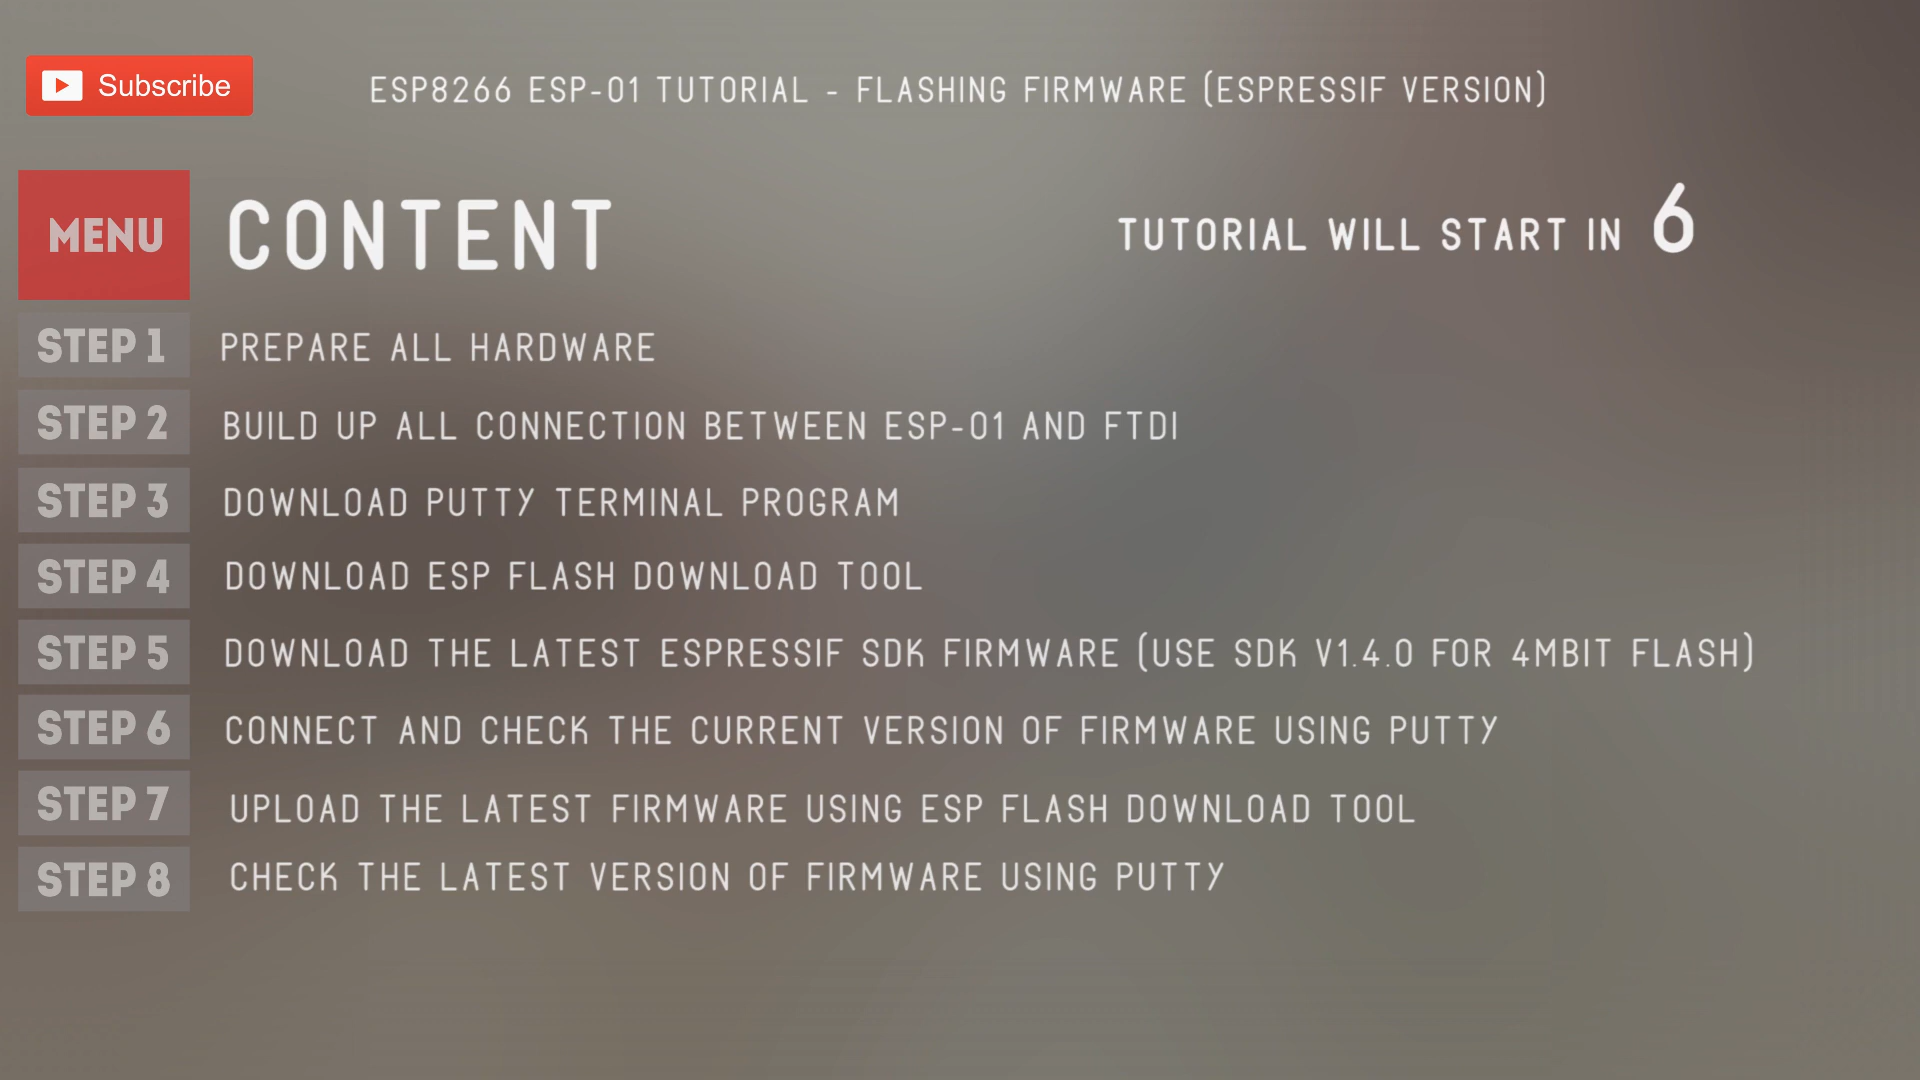 Subscribe
ESP8266 ESP-01 TUTORIAL - FLASHING FIRMWARE (ESPRESSIF VERSION)
MENU
CONTENT
TUTORIAL WILL START IN 6
STEP 1
PREPARE ALL HARDWARE
STEP 2
BUILD UP ALL CONNECTION BETWEEN ESP-01 AND FTDI
STEP 3
DOWNLOAD PUTTY TERMINAL PROGRAM
STEP 4
DOWNLOAD ESP FLASH DOWNLOAD TOOL
STEP 5
DOWNLOAD THE LATEST ESPRESSIF SDK FIRMWARE (USE SDK V1.4.0 FOR 4MBIT FLASH)
STEP 6
CONNECT AND CHECK THE CURRENT VERSION OF FIRMWARE USING PUTTY
STEP 7
UPLOAD THE LATEST FIRMWARE USING ESP FLASH DOWNLOAD TOOL
STEP 8
CHECK THE LATEST VERSION OF FIRMWARE USING PUTTY